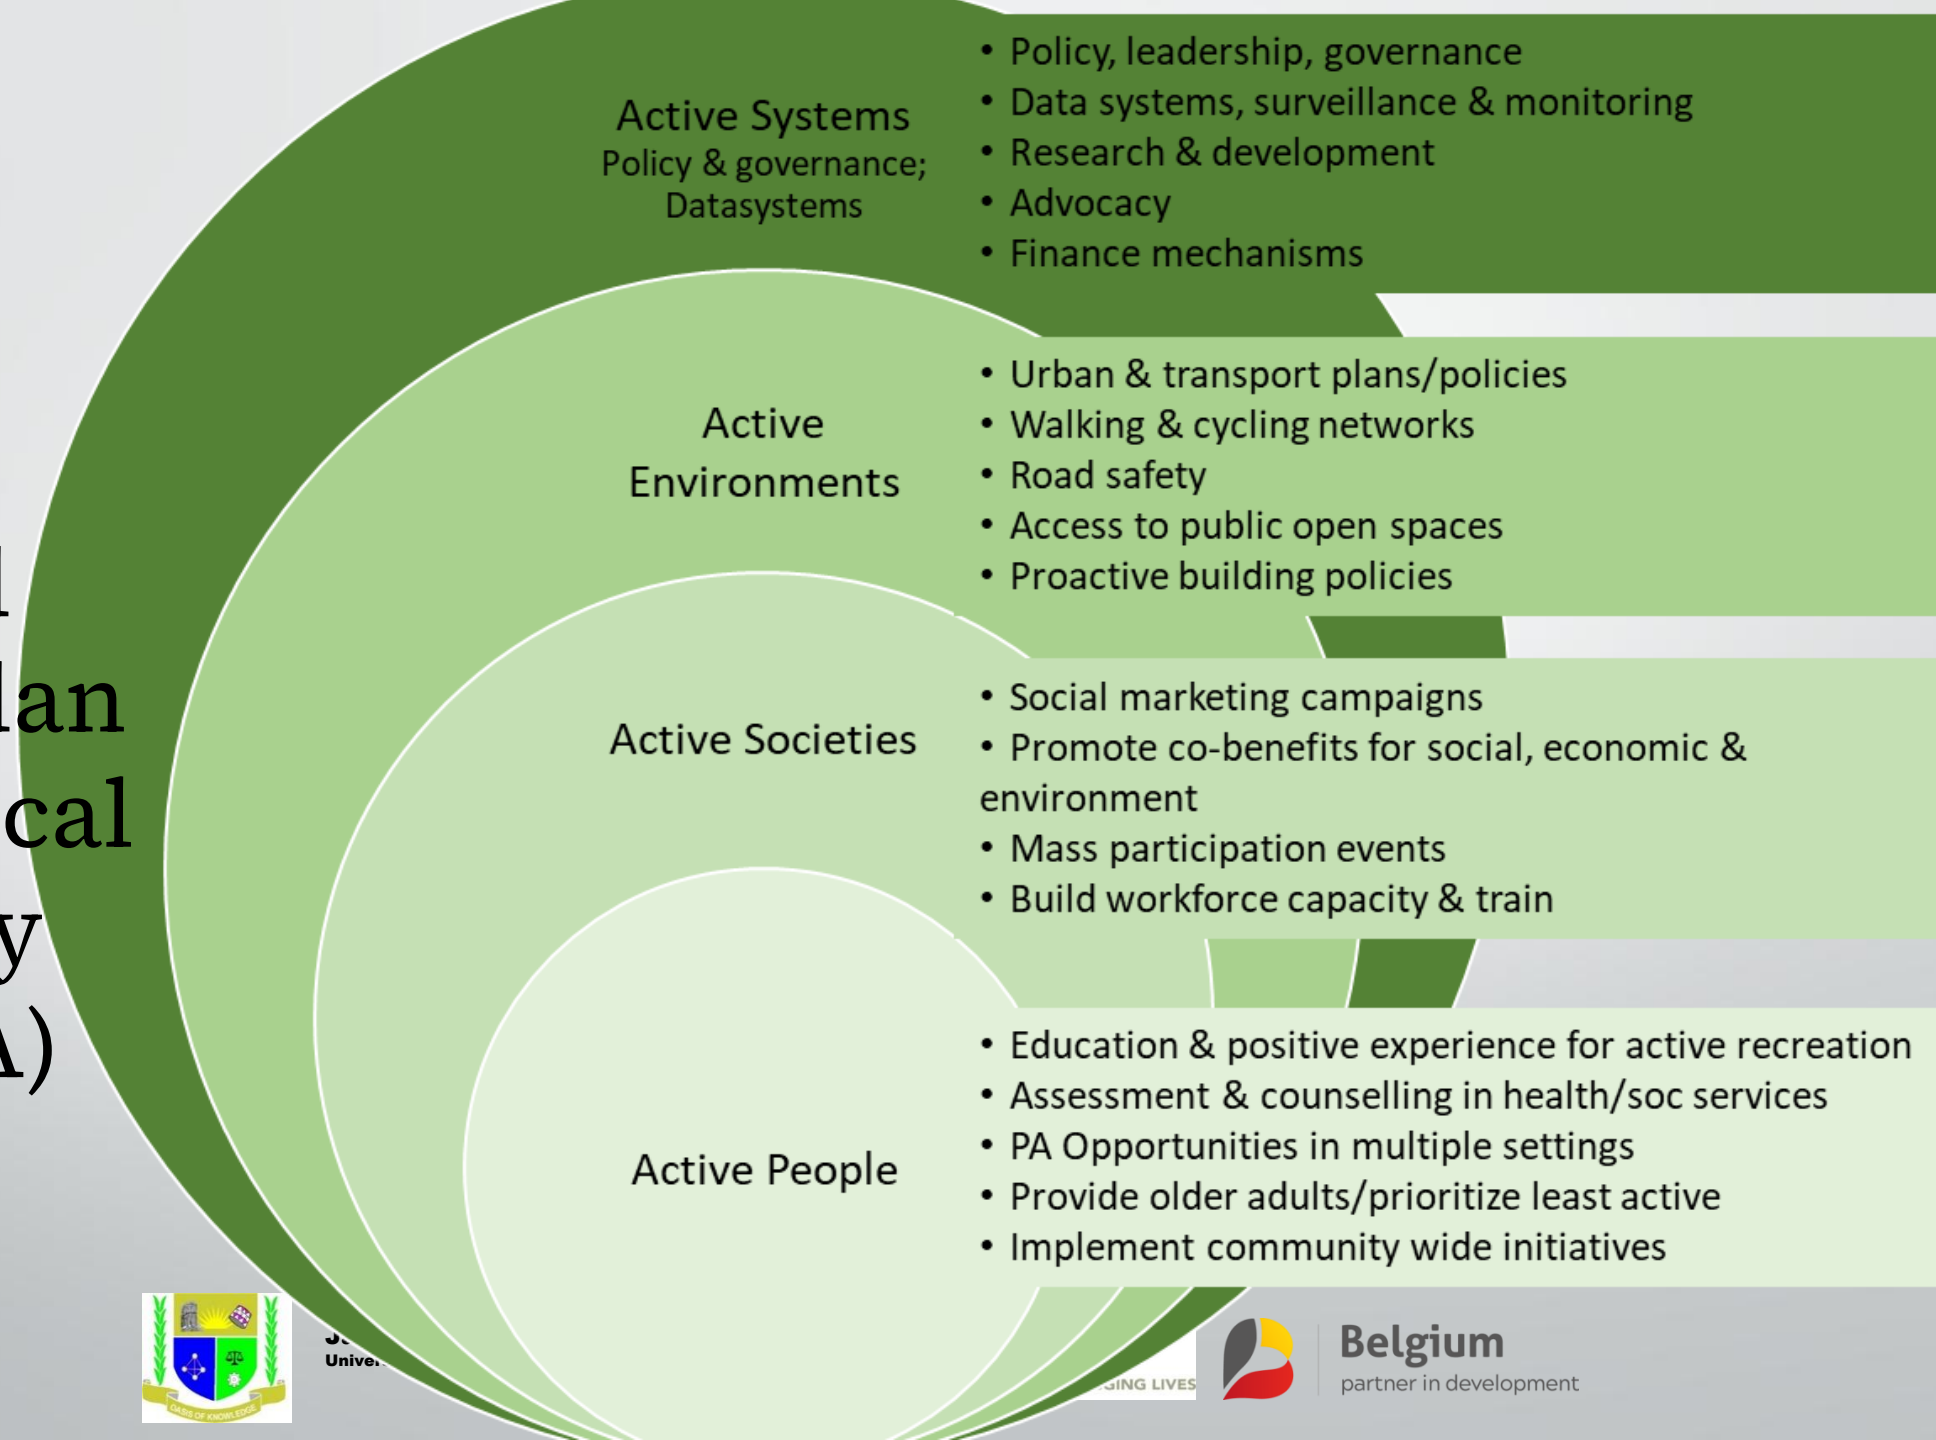 Active Systems
Policy & governance;
Datasystems
• Policy, leadership, governance
• Data systems, surveillance & monitoring
• Research & development
• Advocacy
• Finance mechanisms
Active
Environments
• Urban & transport plans/policies
• Walking & cycling networks
• Road safety
• Access to public open spaces
• Proactive building policies
Active Societies
• Social marketing campaigns
• Promote co-benefits for social, economic &
environment
• Mass participation events
• Build workforce capacity & train
Active People
• Education & positive experience for active recreation
• Assessment & counselling in health/soc services
• PA Opportunities in multiple settings
• Provide older adults/prioritize least active
• Implement community wide initiatives
OASIS OF KNOWLEDGE
LIVES
Belgium
partner in development